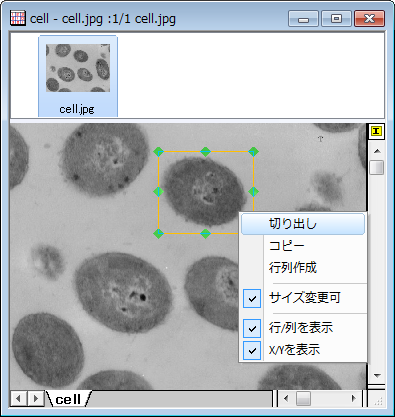 cell - cell.jpg :1/1 cell.jpg
cell.jpg
切り出し
コピー
行列作成
サイズ変更可
行/列を表示
X/Yを表示
cell